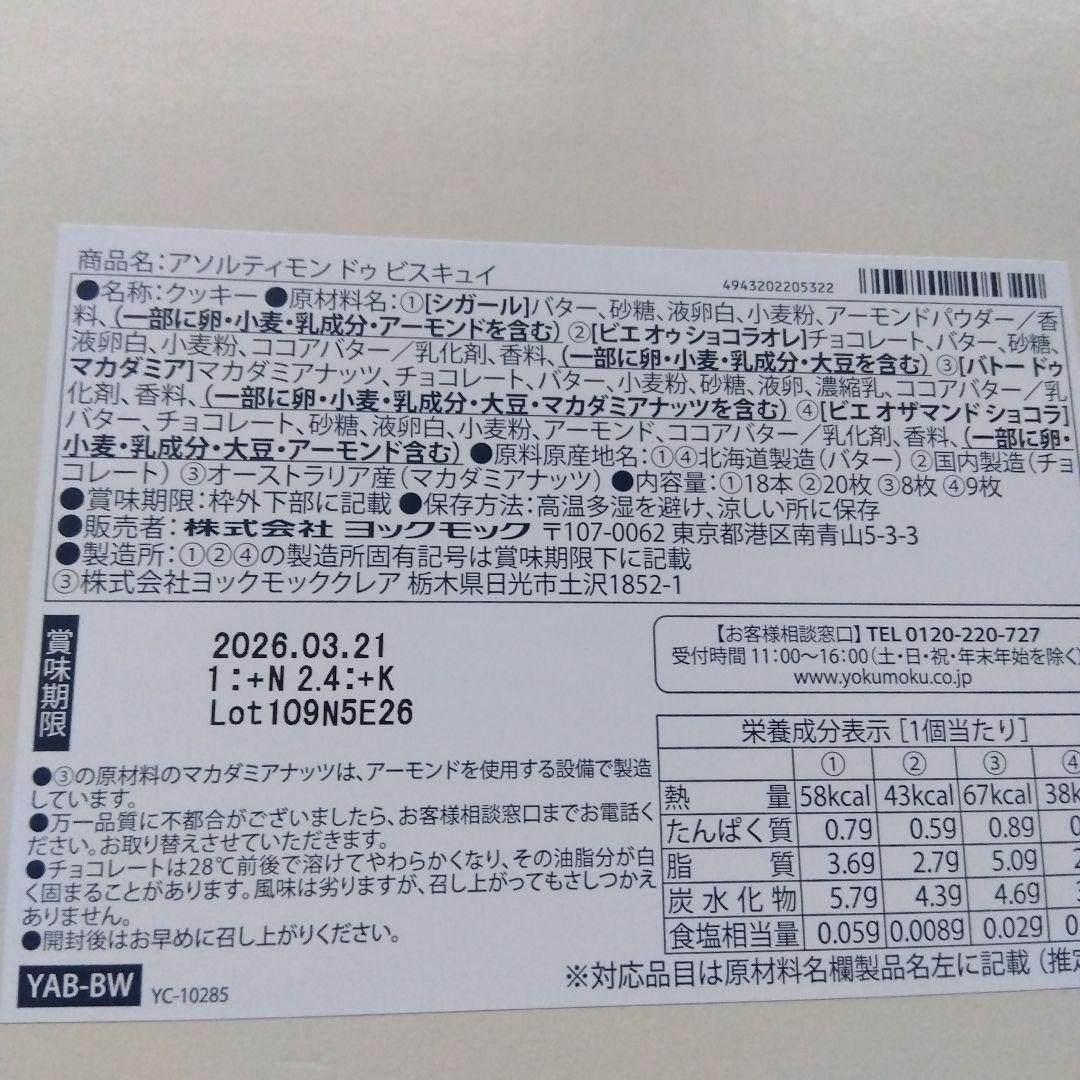 商品名:アソルティモン ドゥ ビスキュイ
4943202205322
●名称:クッキー ●原材料名:①[シガール]バター、砂糖、液卵白、小麦粉、アーモンドパウダー／香
料、(一部に卵・小麦・乳成分・アーモンドを含む) ②[ビエ オゥ ショコラオレ]チョコレート、バター、砂糖、
液卵白、小麦粉、ココアバター／乳化剤、香料、(一部に卵・小麦・乳成分・大豆を含む) ③[バトー ドゥ
マカダミア]マカダミアナッツ、チョコレート、バター、小麦粉、砂糖、液卵、濃縮乳、ココアバター／乳
化剤、香料、(一部に卵・小麦・乳成分・大豆・マカダミアナッツを含む) ④[ビエ オザマンド ショコラ]
バター、チョコレート、砂糖、液卵白、小麦粉、アーモンド、ココアバター／乳化剤、香料、(一部に卵・
小麦・乳成分・大豆・アーモンド含む) ●原料原産地名:①④北海道製造(バター) ②国内製造(チョ
コレート) ③オーストラリア産(マカダミアナッツ) ●内容量:①18本 ②20枚 ③8枚 ④9枚
●賞味期限:枠外下部に記載 ●保存方法:高温多湿を避け、涼しい所に保存
●販売者:株式会社 ヨックモック 〒107-0062 東京都港区南青山5-3-3
●製造所:①②④の製造所固有記号は賞味期限下に記載
③株式会社ヨックモッククレア 栃木県日光市土沢1852-1
賞味期限
2026.03.21
1:+N 2.4:+K
Lot109N5E26
【お客様相談窓口】TEL 0120-220-727
受付時間 11:00〜16:00(土・日・祝・年末年始を除く)
www.yokumoku.co.jp
●③の原材料のマカダミアナッツは、アーモンドを使用する設備で製造
しています。
●万一品質に不都合がございましたら、お客様相談窓口までお電話く
ださい。お取り替えさせていただきます。
●チョコレートは28℃前後で溶けてやわらかくなり、その油脂分が白
く固まることがあります。風味は劣りますが、召し上がってもさしつかえ
ありません。
●開封後はお早めに召し上がりください。
YAB-BW YC-10285
栄養成分表示 [1個当たり]
① ② ③ ④
熱量 58kcal 43kcal 67kcal 38k
たんぱく質 0.7g 0.5g 0.8g
脂質 3.6g 2.7g 5.0g
炭水化物 5.7g 4.3g 4.6g
食塩相当量 0.05g 0.008g 0.029g
※対応品目は原材料名欄製品名左に記載 (推定